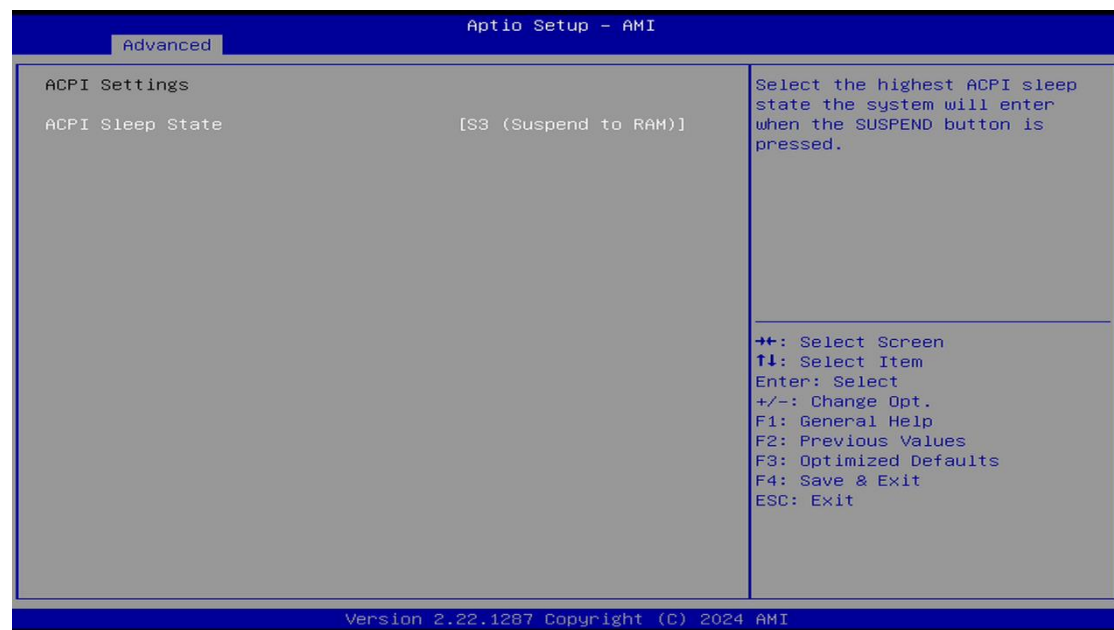 Aptio Setup – AMI
Advanced
ACPI Settings
ACPI Sleep State [S3 (Suspend to RAM)]
Select the highest ACPI sleep
state the system will enter
when the SUSPEND button is
pressed.
→←: Select Screen
↑↓: Select Item
Enter: Select
+/-: Change Opt.
F1: General Help
F2: Previous Values
F3: Optimized Defaults
F4: Save & Exit
ESC: Exit
Version 2.22.1287 Copyright (C) 2024 AMI